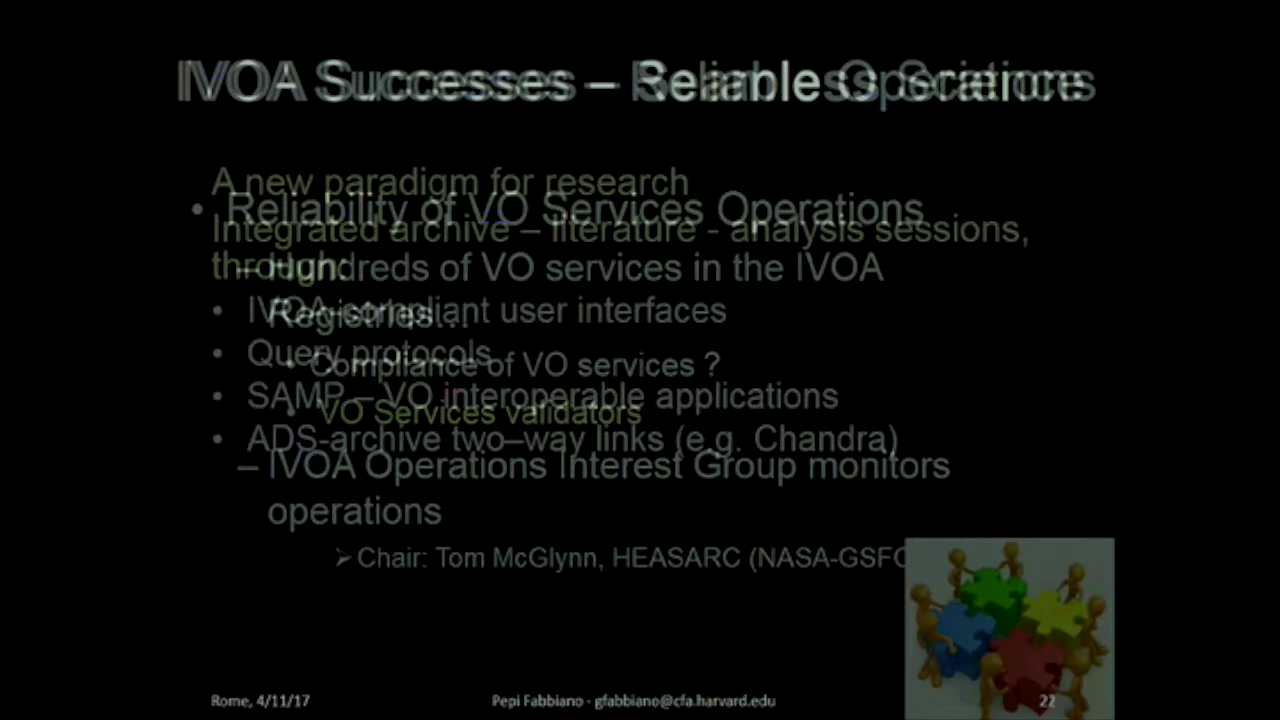 IVOA Successes – Reliable Operations
A new paradigm for research
• Reliability of VO Services Operations
Integrated archive – literature - analysis sessions,
through:
– Hundreds of VO services in the IVOA
Registries…
• IVOA-compliant user interfaces
• Query protocols
• Compliance of VO services ?
• SAMP – VO interoperable applications
• VO Services validators
• ADS-archive two–way links (e.g. Chandra)
– IVOA Operations Interest Group monitors
operations
➢ Chair: Tom McGlynn, HEASARC (NASA-GSFC
Rome, 4/11/17
Pepi Fabbiano - gfabbiano@cfa.harvard.edu